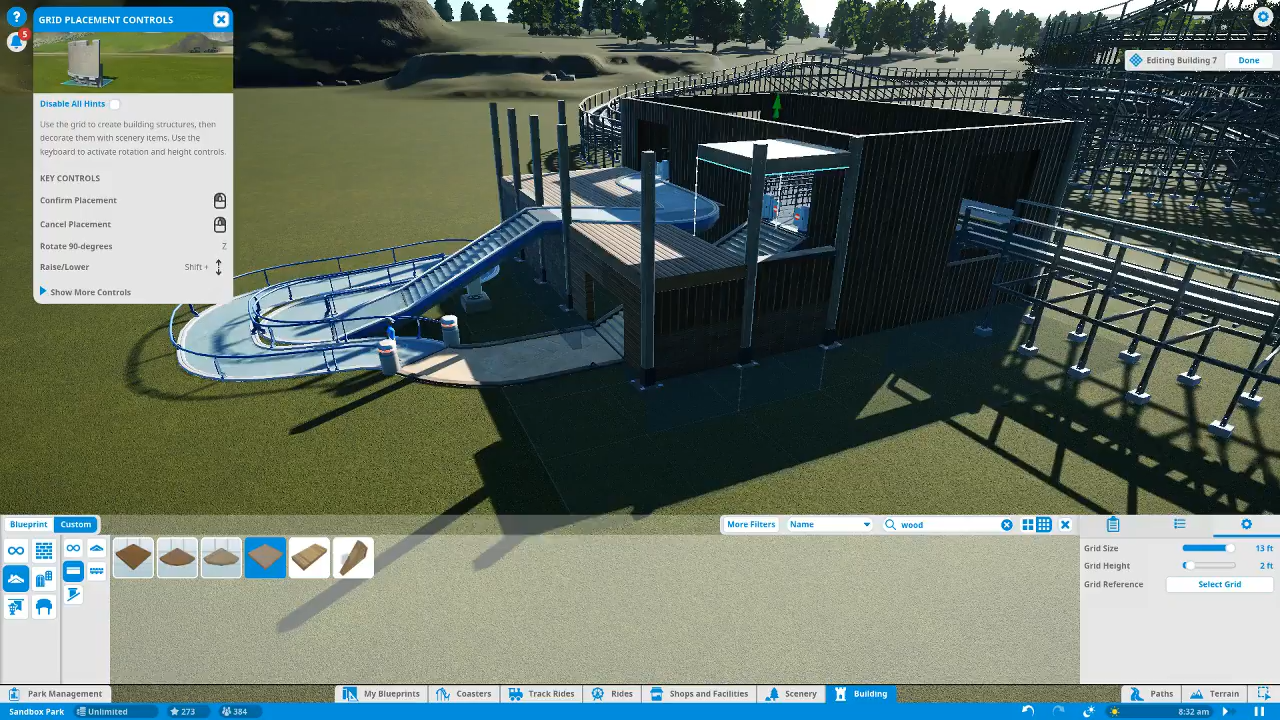 ?
GRID PLACEMENT CONTROLS
5
Disable All Hints
Use the grid to create building structures, then
decorate them with scenery items. Use the
keyboard to activate rotation and height controls.
KEY CONTROLS
Confirm Placement
Cancel Placement
Rotate 90-degrees Z
Raise/Lower Shift +
Show More Controls
Editing Building 7 Done
Blueprint Custom
More Filters Name wood
Grid Size 13 ft
Grid Height 2 ft
Grid Reference Select Grid
Park Management My Blueprints Coasters Track Rides Rides Shops and Facilities Scenery Building Paths Terrain
Sandbox Park Unlimited 273 384 8:32 am